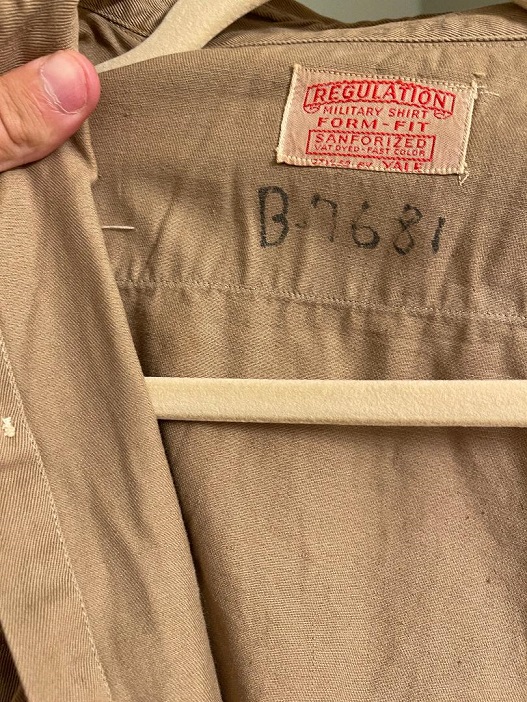 REGULATION
MILITARY SHIRT
FORM-FIT
SANFORIZED
VAT DYED-FAST COLOR
YALE
B-7681